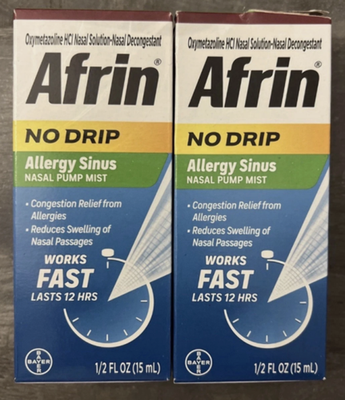 Oxymetazoline HCl Nasal Solution-Nasal Decongestant
Afrin®
NO DRIP
Allergy Sinus
NASAL PUMP MIST
• Congestion Relief from
Allergies
• Reduces Swelling of
Nasal Passages
WORKS
FAST
LASTS 12 HRS
BAYER
1/2 FL OZ (15 mL)
Oxymetazoline HCl Nasal Solution-Nasal Decongestant
Afrin®
NO DRIP
Allergy Sinus
NASAL PUMP MIST
• Congestion Relief from
Allergies
• Reduces Swelling of
Nasal Passages
WORKS
FAST
LASTS 12 HRS
BAYER
1/2 FL OZ (15 mL)